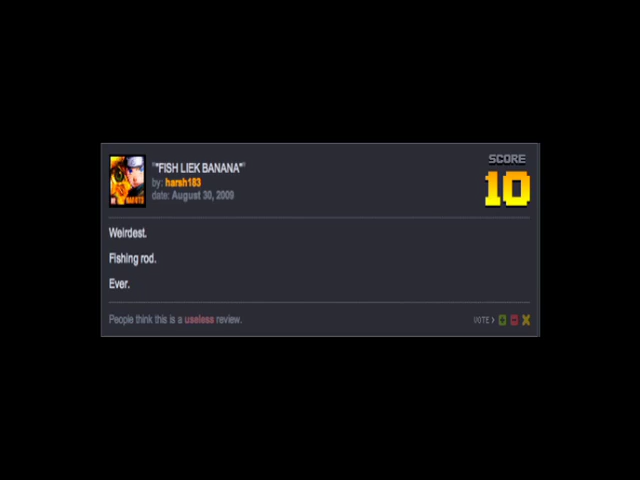 "FISH LIEK BANANA"
by: harsh183
date: August 30, 2009
SCORE
10
Weirdest.
Fishing rod.
Ever.
People think this is a useless review.
VOTE >